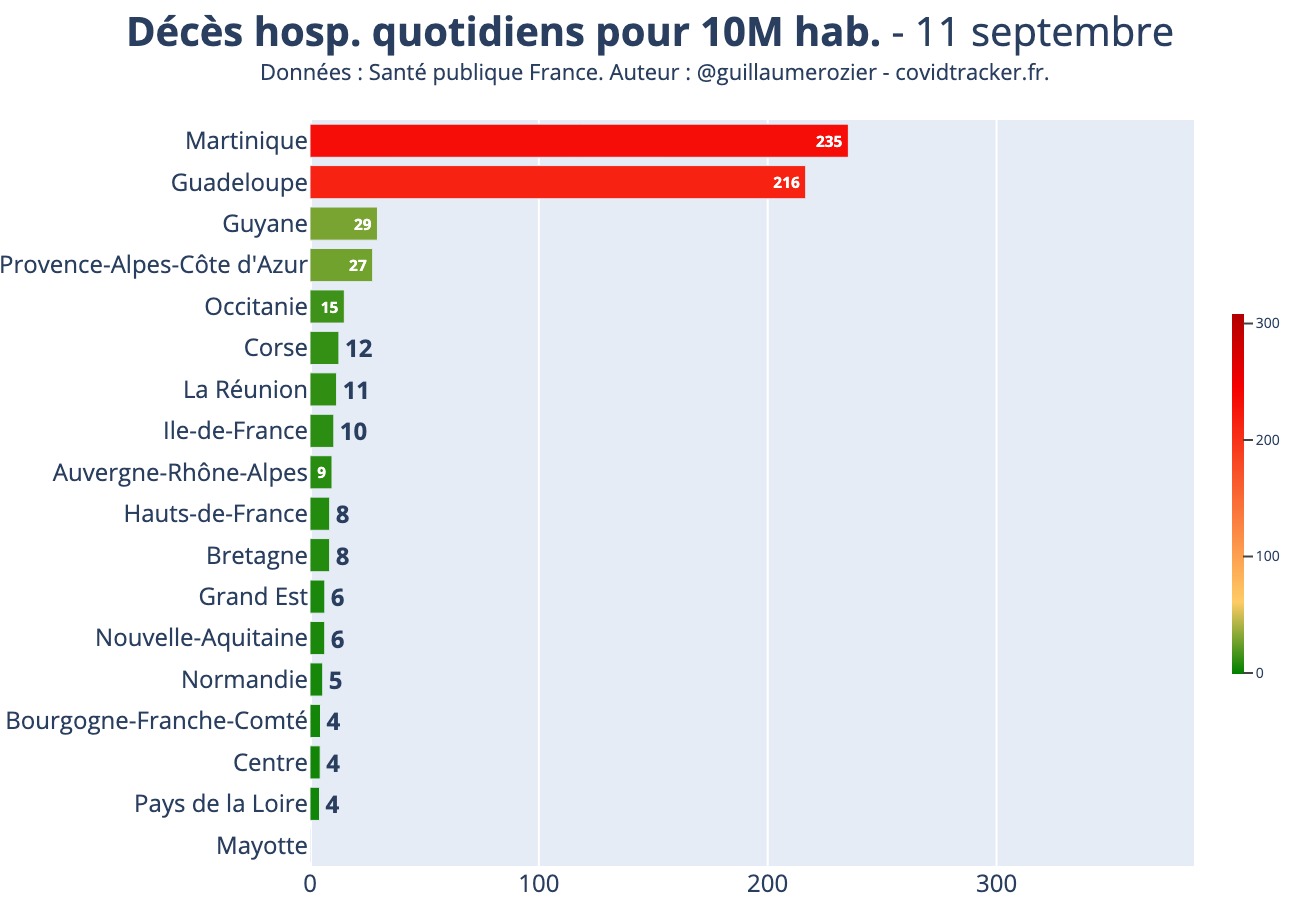 Décès hosp. quotidiens pour 10M hab. - 11 septembre
Données : Santé publique France. Auteur : @guillaumerozier - covidtracker.fr.
Martinique 235
Guadeloupe 216
Guyane 29
Provence-Alpes-Côte d'Azur 27
Occitanie 15
Corse 12
La Réunion 11
Ile-de-France 10
Auvergne-Rhône-Alpes 9
Hauts-de-France 8
Bretagne 8
Grand Est 6
Nouvelle-Aquitaine 6
Normandie 5
Bourgogne-Franche-Comté 4
Centre 4
Pays de la Loire 4
Mayotte
0 100 200 300
300
200
100
0